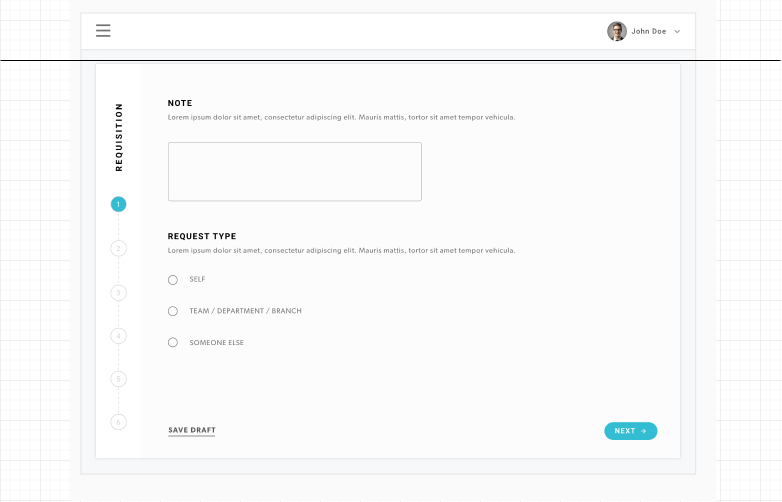 John Doe
REQUISITION
1
2
3
4
5
6
NOTE
Lorem ipsum dolor sit amet, consectetur adipiscing elit. Mauris mattis, tortor sit amet tempor vehicula.
REQUEST TYPE
Lorem ipsum dolor sit amet, consectetur adipiscing elit. Mauris mattis, tortor sit amet tempor vehicula.
SELF
TEAM / DEPARTMENT / BRANCH
SOMEONE ELSE
SAVE DRAFT
NEXT →